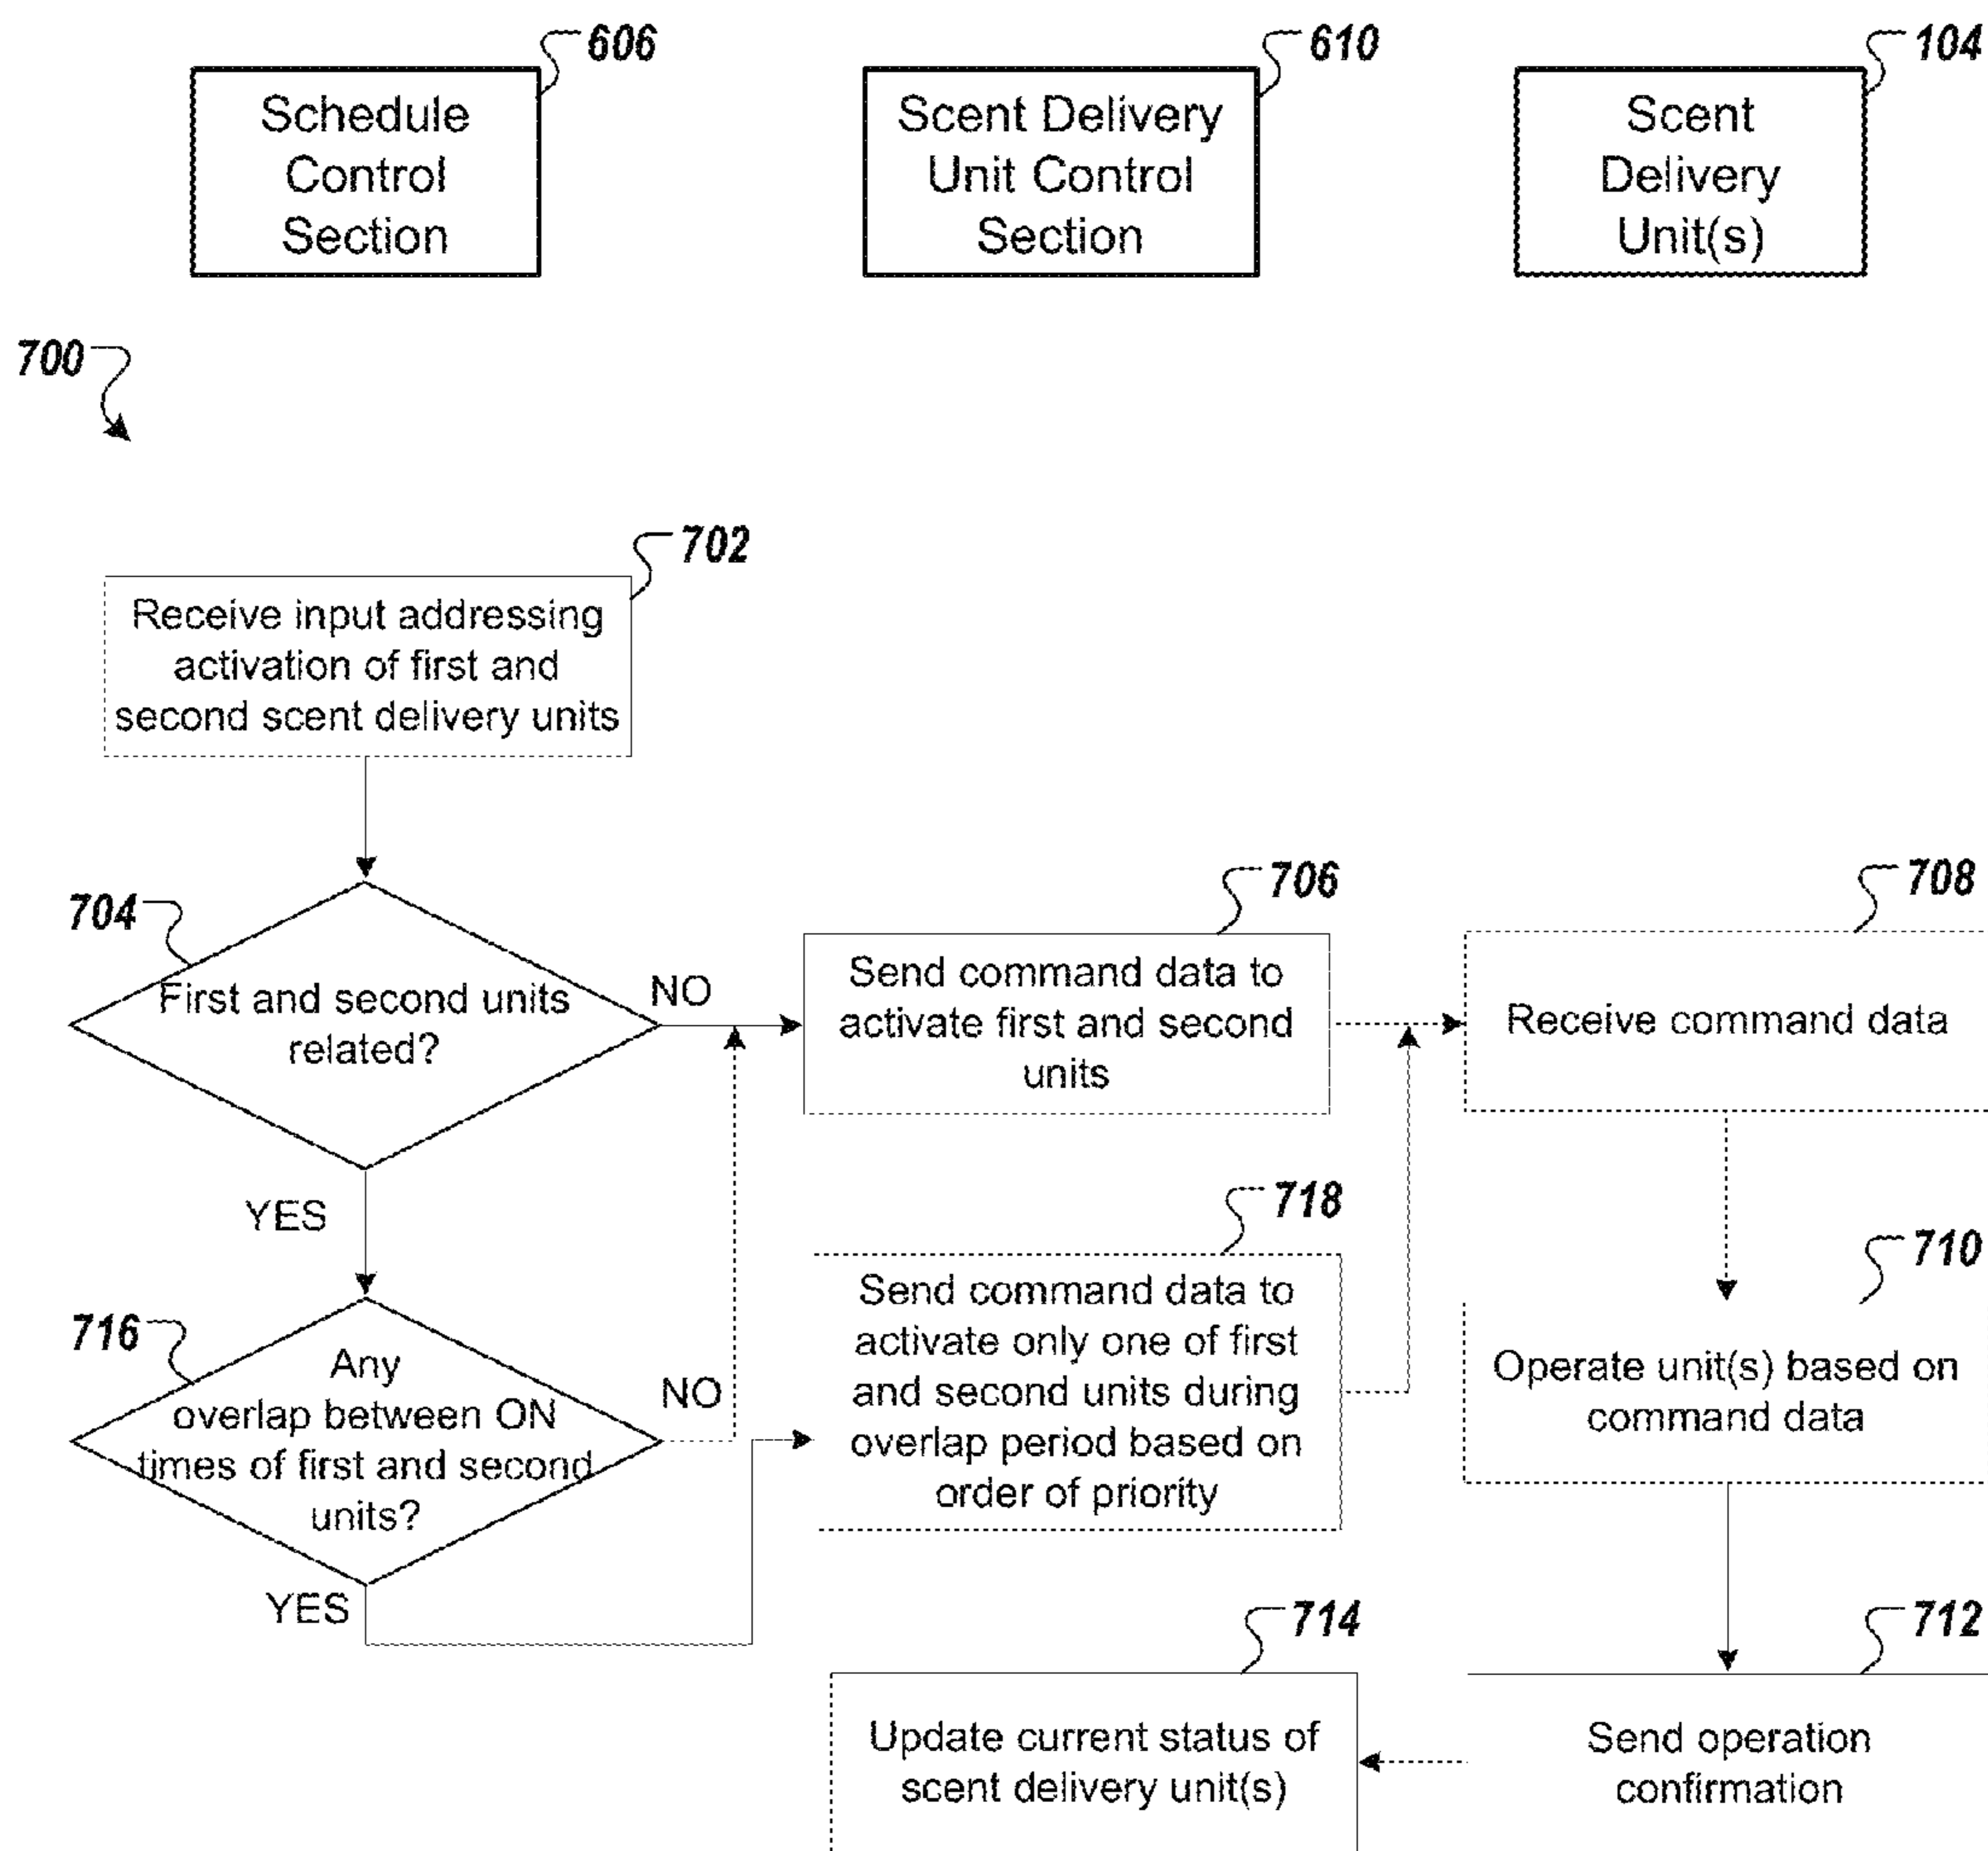 606
610
104
Schedule
Control
Section
Scent Delivery
Unit Control
Section
Scent
Delivery
Unit(s)
700
702
Receive input addressing
activation of first and
second scent delivery units
704
First and second units
related?
NO
YES
706
Send command data to
activate first and second
units
708
Receive command data
716
Any
overlap between ON
times of first and second
units?
NO
YES
718
Send command data to
activate only one of first
and second units during
overlap period based on
order of priority
710
Operate unit(s) based on
command data
714
Update current status of
scent delivery unit(s)
712
Send operation
confirmation